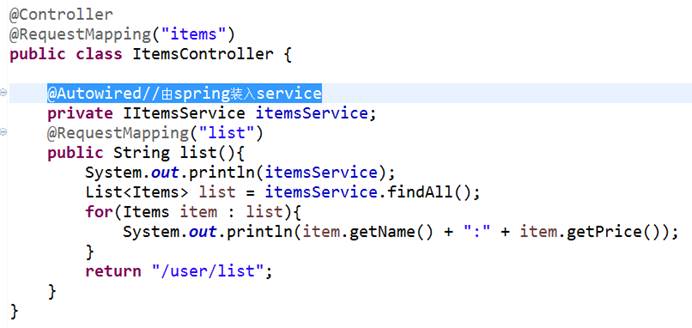 @Controller
@RequestMapping("items")
public class ItemsController {
@Autowired//由spring装入service
private IItemsService itemsService;
@RequestMapping("list")
public String list(){
System.out.println(itemsService);
List<Items> list = itemsService.findAll();
for(Items item : list){
System.out.println(item.getName() + ":" + item.getPrice());
}
return "/user/list";
}
}